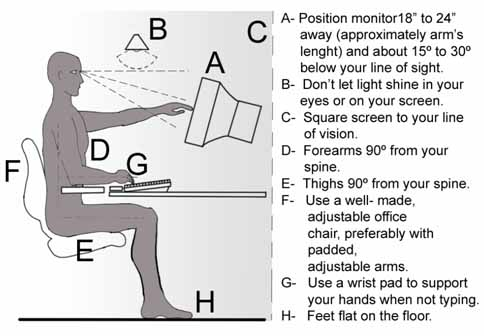 B
C
A
D
G
F
E
H
A- Position monitor18” to 24”
away (approximately arm’s
lenght) and about 15º to 30º
below your line of sight.
B- Don’t let light shine in your
eyes or on your screen.
C- Square screen to your line
of vision.
D- Forearms 90º from your
spine.
E- Thighs 90º from your spine.
F- Use a well- made,
adjustable office
chair, preferably with
padded,
adjustable arms.
G- Use a wrist pad to support
your hands when not typing.
H- Feet flat on the floor.